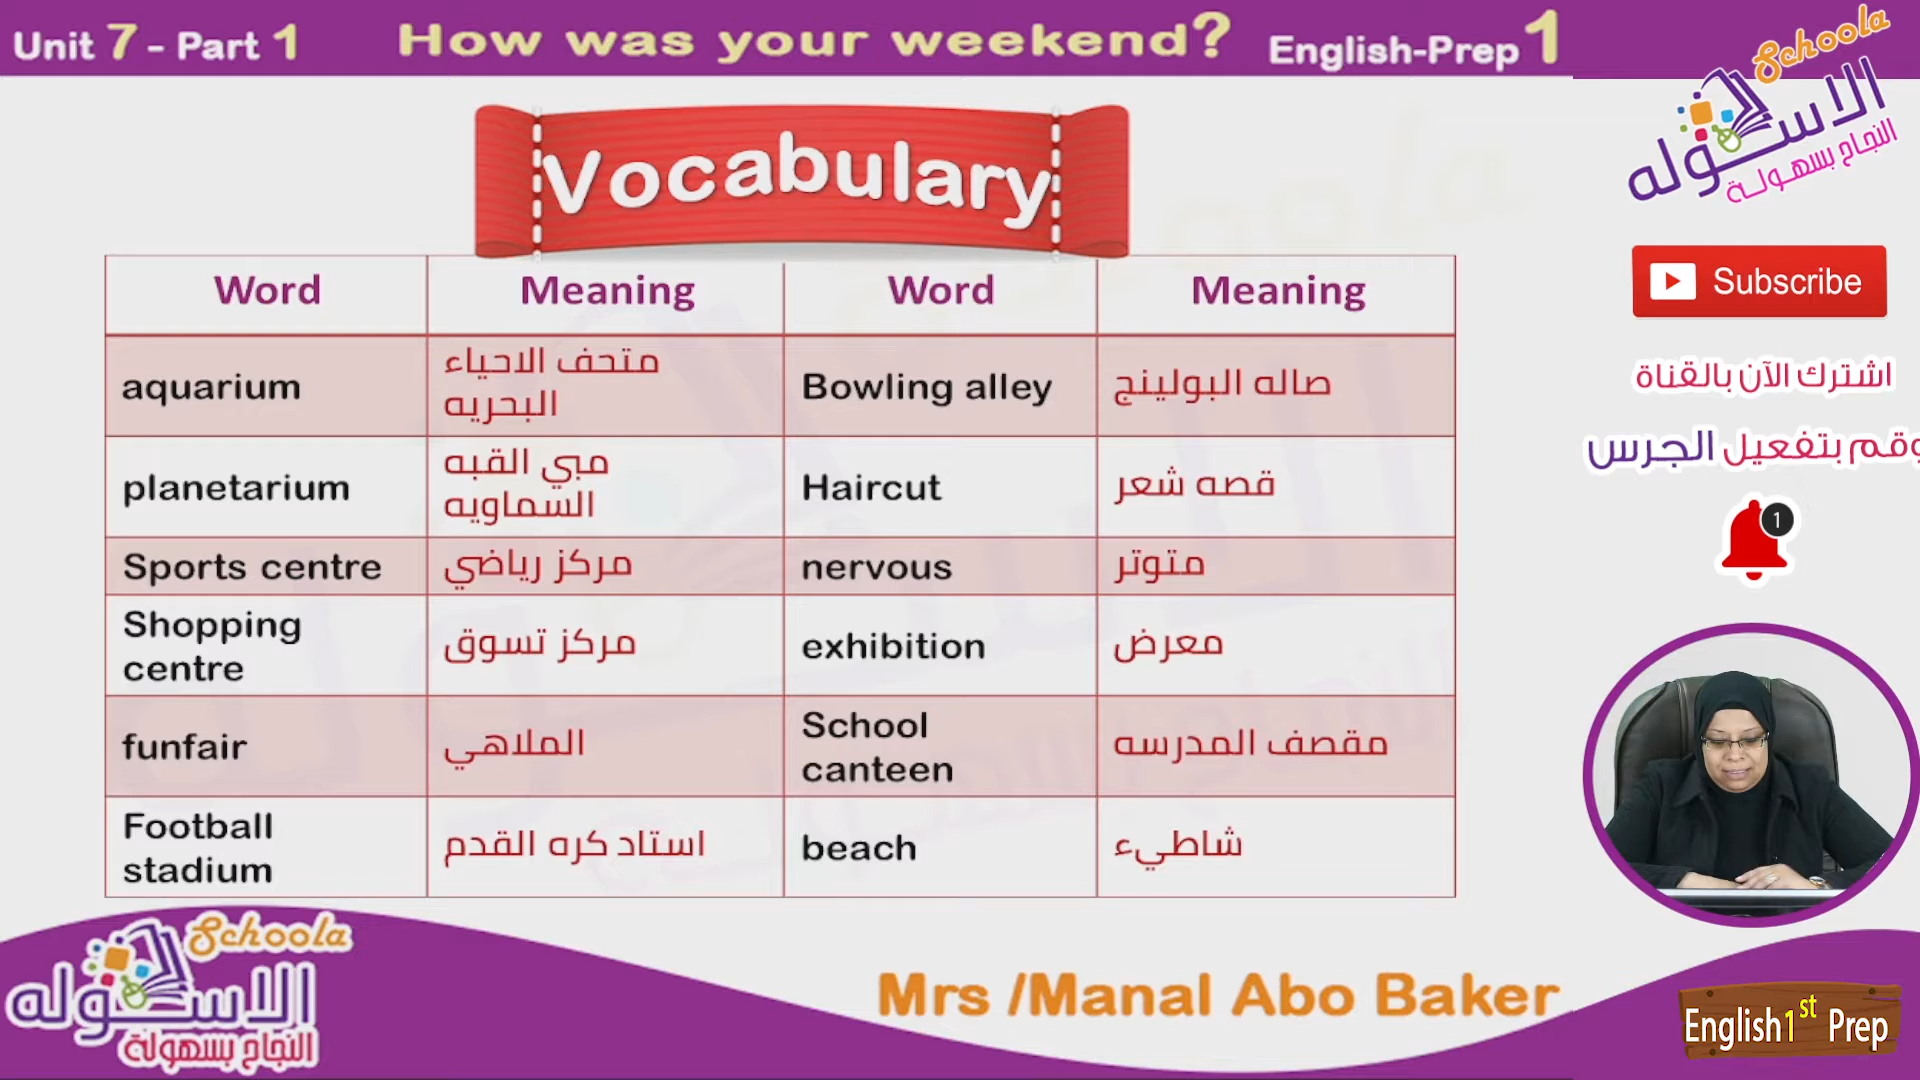 Unit 7 - Part 1
How was your weekend?
English-Prep 1
Schoola
الاسكوله
النجاح بسهولة
Vocabulary
Subscribe
اشترك الآن بالقناة
وقم بتفعيل الجرس
1
Word
Meaning
Word
Meaning
aquarium
متحف الاحياء
البحريه
Bowling alley
صاله البولينج
planetarium
مبي القبه
السماويه
Haircut
قصه شعر
Sports centre
مركز رياضي
nervous
متوتر
Shopping
centre
مركز تسوق
exhibition
معرض
funfair
الملاهي
School
canteen
مقصف المدرسه
Football
stadium
استاد كره القدم
beach
شاطيء
Schoola
الاسكوله
النجاح بسهولة
Mrs /Manal Abo Baker
English 1st Prep